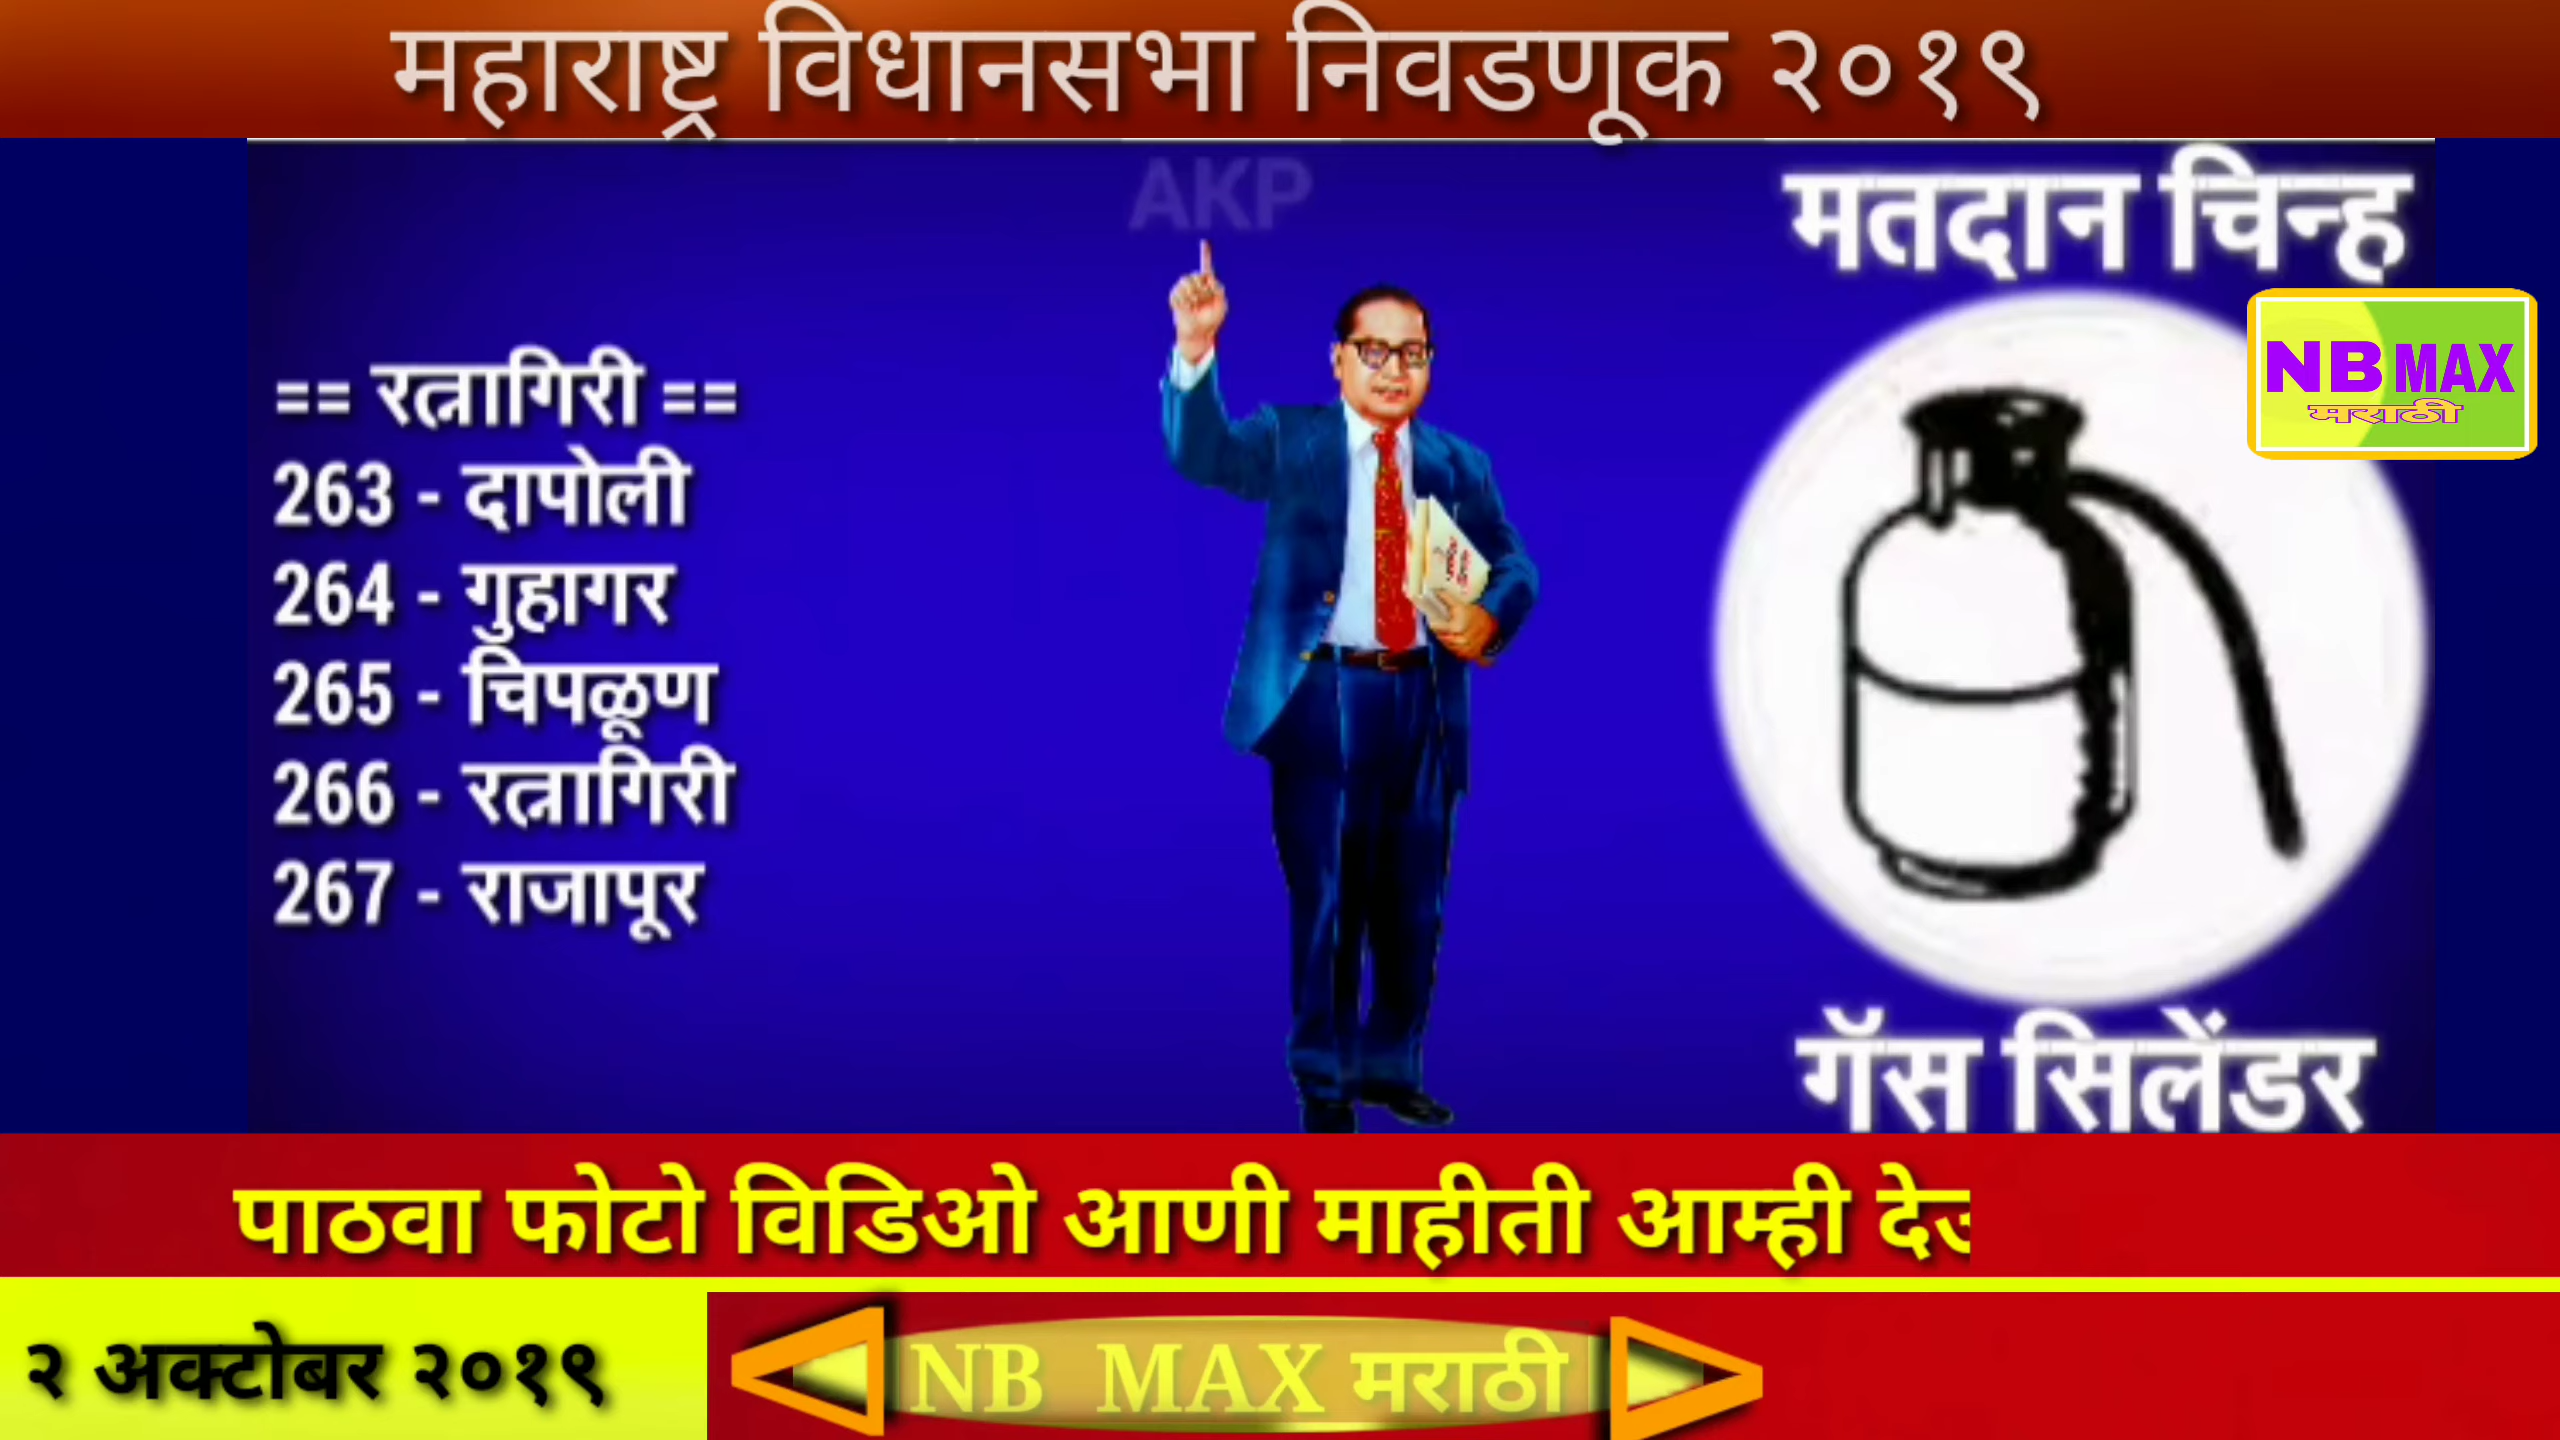 महाराष्ट्र विधानसभा निवडणूक २०१९
AKP
मतदान चिन्ह
NB MAX
मराठी
== रत्नागिरी ==
263 - दापोली
264 - गुहागर
265 - चिपळूण
266 - रत्नागिरी
267 - राजापूर
गॅस सिलेंडर
पाठवा फोटो विडिओ आणी माहीती आम्ही
२ अक्टोबर २०१९
NB MAX मराठी